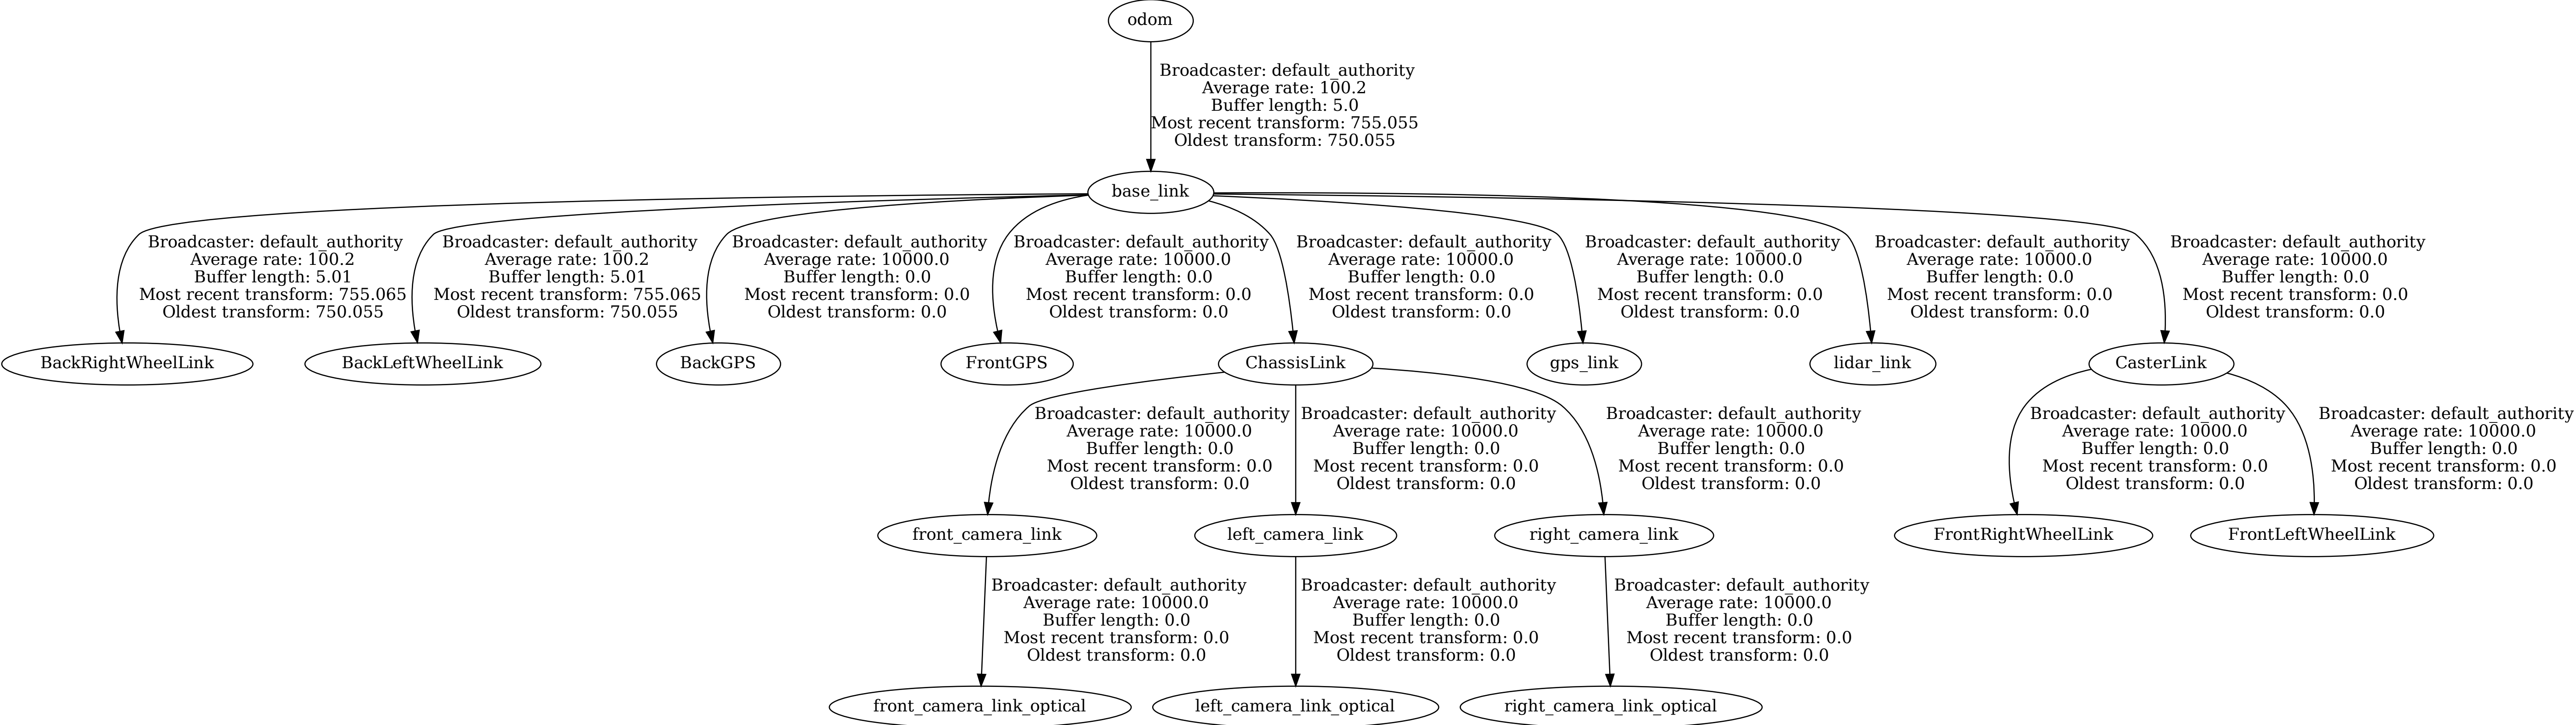 odom
Broadcaster: default_authority
Average rate: 100.2
Buffer length: 5.0
Most recent transform: 755.055
Oldest transform: 750.055
base_link
Broadcaster: default_authority
Average rate: 100.2
Buffer length: 5.01
Most recent transform: 755.065
Oldest transform: 750.055
Broadcaster: default_authority
Average rate: 100.2
Buffer length: 5.01
Most recent transform: 755.065
Oldest transform: 750.055
Broadcaster: default_authority
Average rate: 10000.0
Buffer length: 0.0
Most recent transform: 0.0
Oldest transform: 0.0
Broadcaster: default_authority
Average rate: 10000.0
Buffer length: 0.0
Most recent transform: 0.0
Oldest transform: 0.0
Broadcaster: default_authority
Average rate: 10000.0
Buffer length: 0.0
Most recent transform: 0.0
Oldest transform: 0.0
Broadcaster: default_authority
Average rate: 10000.0
Buffer length: 0.0
Most recent transform: 0.0
Oldest transform: 0.0
Broadcaster: default_authority
Average rate: 10000.0
Buffer length: 0.0
Most recent transform: 0.0
Oldest transform: 0.0
Broadcaster: default_authority
Average rate: 10000.0
Buffer length: 0.0
Most recent transform: 0.0
Oldest transform: 0.0
BackRightWheelLink
BackLeftWheelLink
BackGPS
FrontGPS
ChassisLink
gps_link
lidar_link
CasterLink
Broadcaster: default_authority
Average rate: 10000.0
Buffer length: 0.0
Most recent transform: 0.0
Oldest transform: 0.0
Broadcaster: default_authority
Average rate: 10000.0
Buffer length: 0.0
Most recent transform: 0.0
Oldest transform: 0.0
Broadcaster: default_authority
Average rate: 10000.0
Buffer length: 0.0
Most recent transform: 0.0
Oldest transform: 0.0
Broadcaster: default_authority
Average rate: 10000.0
Buffer length: 0.0
Most recent transform: 0.0
Oldest transform: 0.0
Broadcaster: default_authority
Average rate: 10000.0
Buffer length: 0.0
Most recent transform: 0.0
Oldest transform: 0.0
front_camera_link
left_camera_link
right_camera_link
FrontRightWheelLink
FrontLeftWheelLink
Broadcaster: default_authority
Average rate: 10000.0
Buffer length: 0.0
Most recent transform: 0.0
Oldest transform: 0.0
Broadcaster: default_authority
Average rate: 10000.0
Buffer length: 0.0
Most recent transform: 0.0
Oldest transform: 0.0
Broadcaster: default_authority
Average rate: 10000.0
Buffer length: 0.0
Most recent transform: 0.0
Oldest transform: 0.0
front_camera_link_optical
left_camera_link_optical
right_camera_link_optical